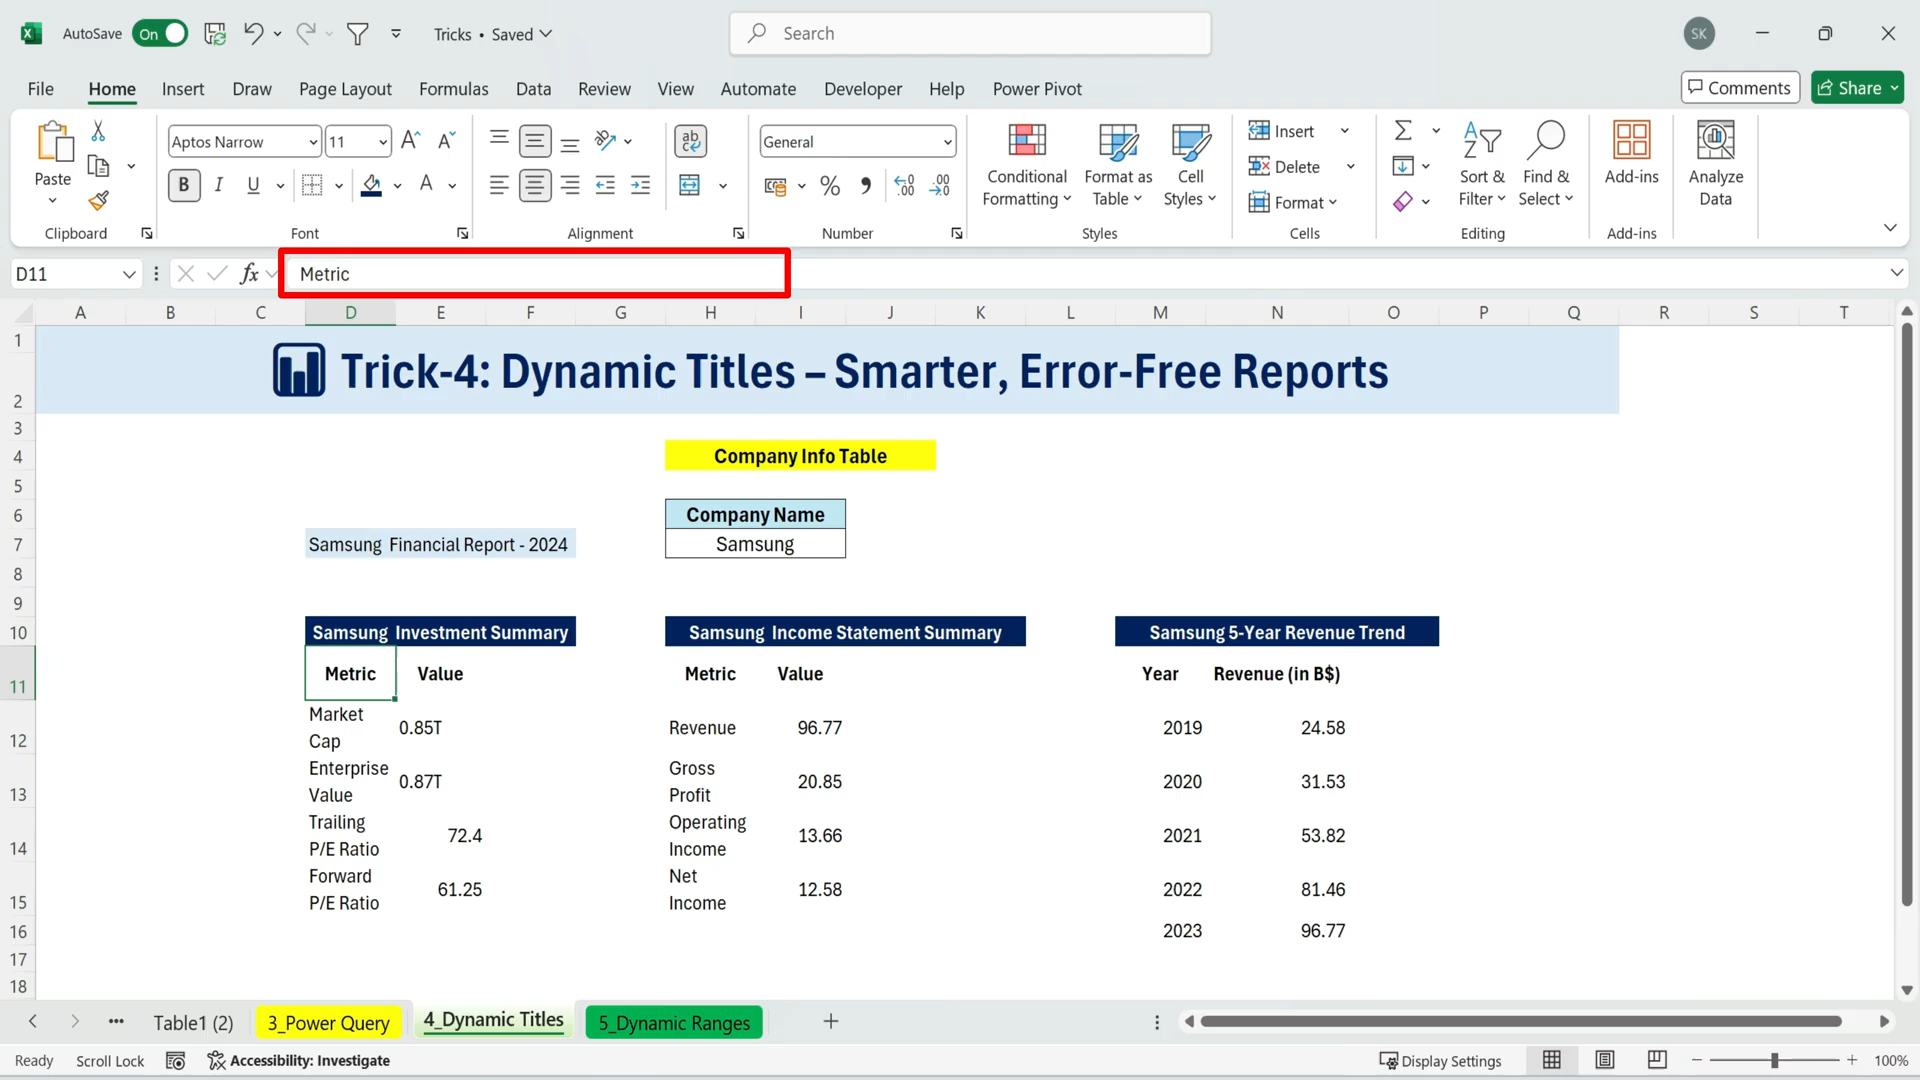 AutoSave On Tricks • Saved Search SK
File Home Insert Draw Page Layout Formulas Data Review View Automate Developer Help Power Pivot Comments Share
Paste
Clipboard
Aptos Narrow 11
B I U A
Font
ab
Alignment
General
% .00 .00
Number
Conditional Formatting
Format as Table
Cell Styles
Styles
Insert
Delete
Format
Cells
Sort & Filter
Find & Select
Editing
Add-ins
Add-ins
Analyze Data
D11 fx Metric
A B C D E F G H I J K L M N O P Q R S T
1
Trick-4: Dynamic Titles – Smarter, Error-Free Reports
2
3
4 Company Info Table
5
6 Company Name
7 Samsung Financial Report - 2024 Samsung
8
9
10 Samsung Investment Summary Samsung Income Statement Summary Samsung 5-Year Revenue Trend
11 Metric Value Metric Value Year Revenue (in B$)
12 Market Cap 0.85T Revenue 96.77 2019 24.58
13 Enterprise Value 0.87T Gross Profit 20.85 2020 31.53
14 Trailing P/E Ratio 72.4 Operating Income 13.66 2021 53.82
15 Forward P/E Ratio 61.25 Net Income 12.58 2022 81.46
16 2023 96.77
17
18
Table1 (2) 3_Power Query 4_Dynamic Titles 5_Dynamic Ranges
Ready Scroll Lock Accessibility: Investigate Display Settings 100%